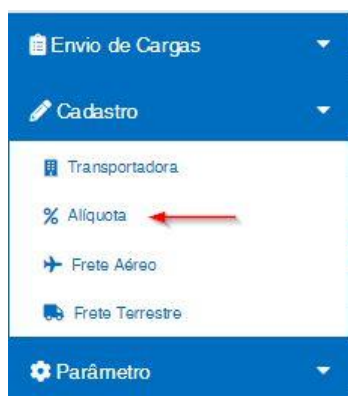 Envio de Cargas
Cadastro
Transportadora
Alíquota
Frete Aéreo
Frete Terrestre
Parâmetro